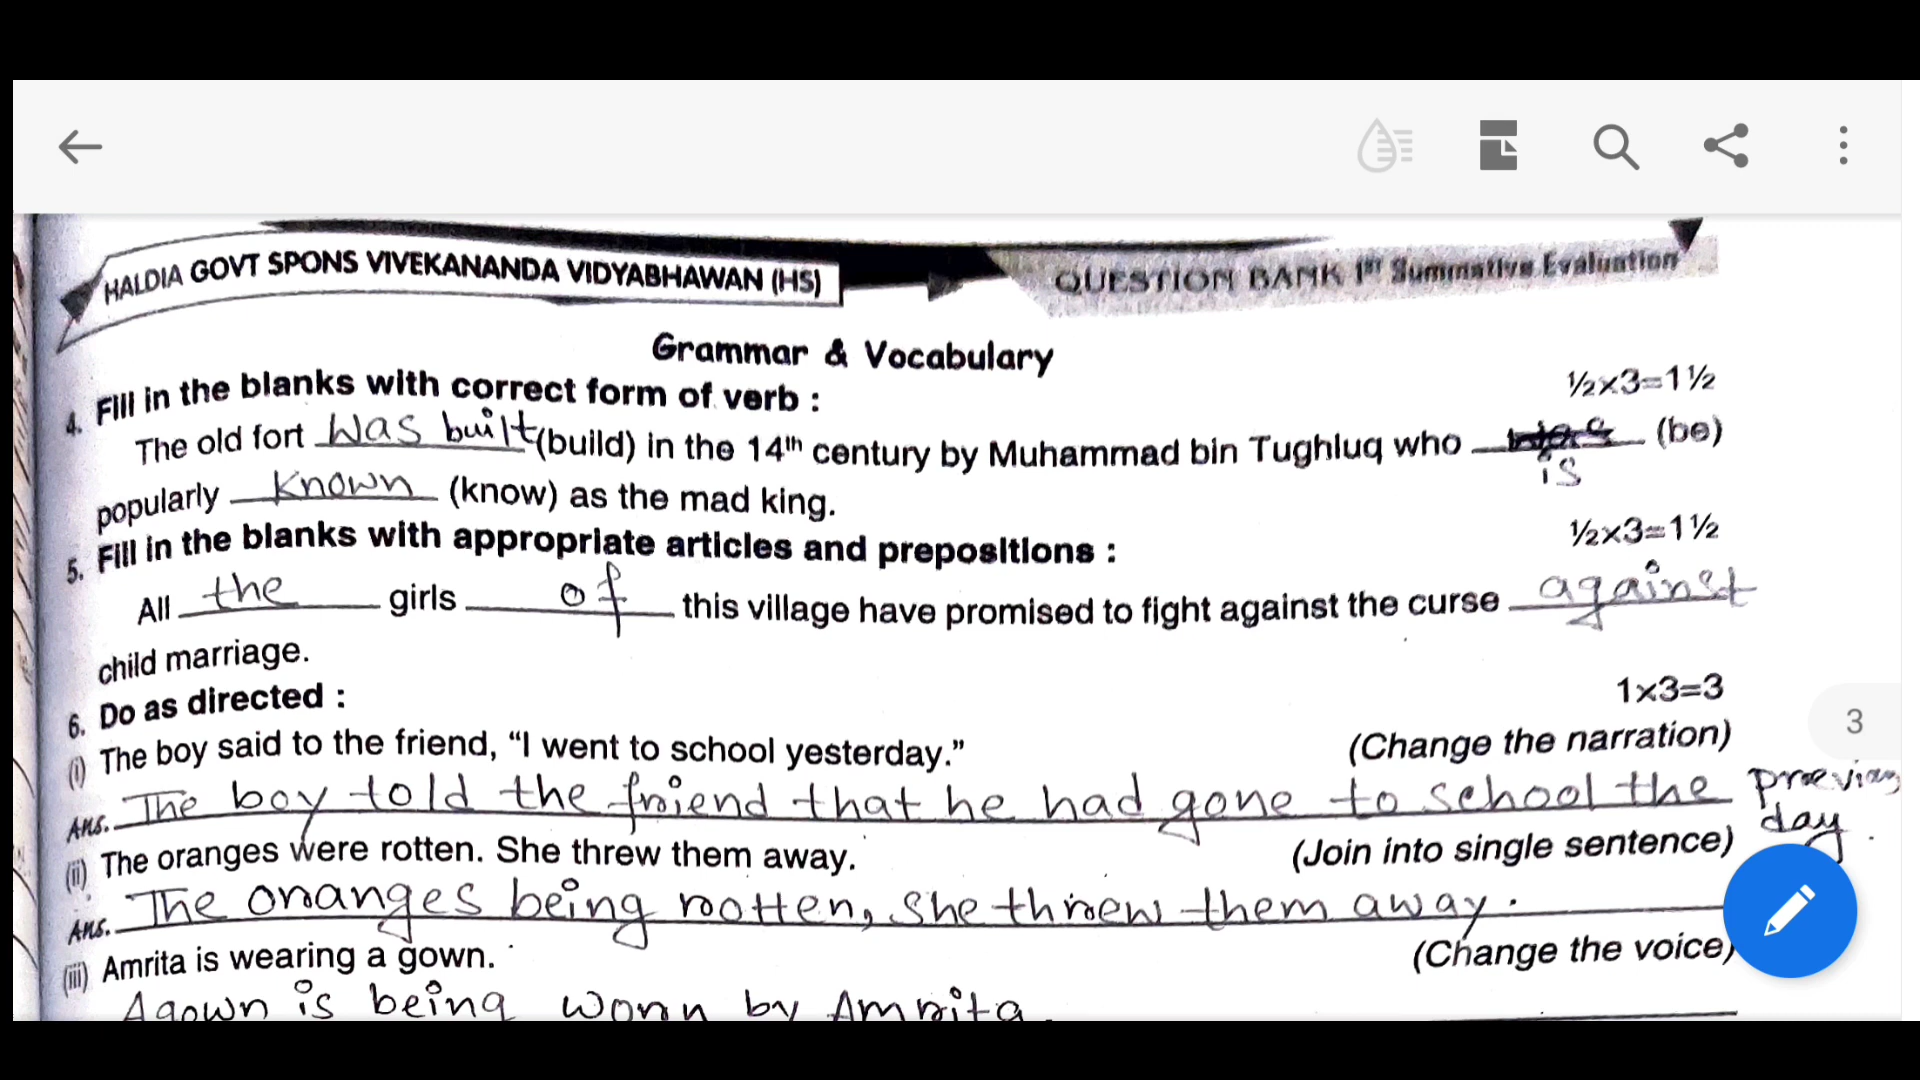 HALDIA GOVT SPONS VIVEKANANDA VIDYABHAWAN (HS)
QUESTION BANK 1st Summative Evaluation
Grammar & Vocabulary
4. Fill in the blanks with correct form of verb : ½x3=1½
The old fort was built (build) in the 14th century by Muhammad bin Tughluq who is (be)
popularly known (know) as the mad king.
5. Fill in the blanks with appropriate articles and prepositions : ½x3=1½
All the girls of this village have promised to fight against the curse against
child marriage.
6. Do as directed : 1x3=3
3
(i) The boy said to the friend, “I went to school yesterday.” (Change the narration)
Ans. The boy told the friend that he had gone to school the previous
day.
(ii) The oranges were rotten. She threw them away. (Join into single sentence)
Ans. The oranges being rotten, she threw them away.
(iii) Amrita is wearing a gown. (Change the voice)
A gown is being worn by Amrita.